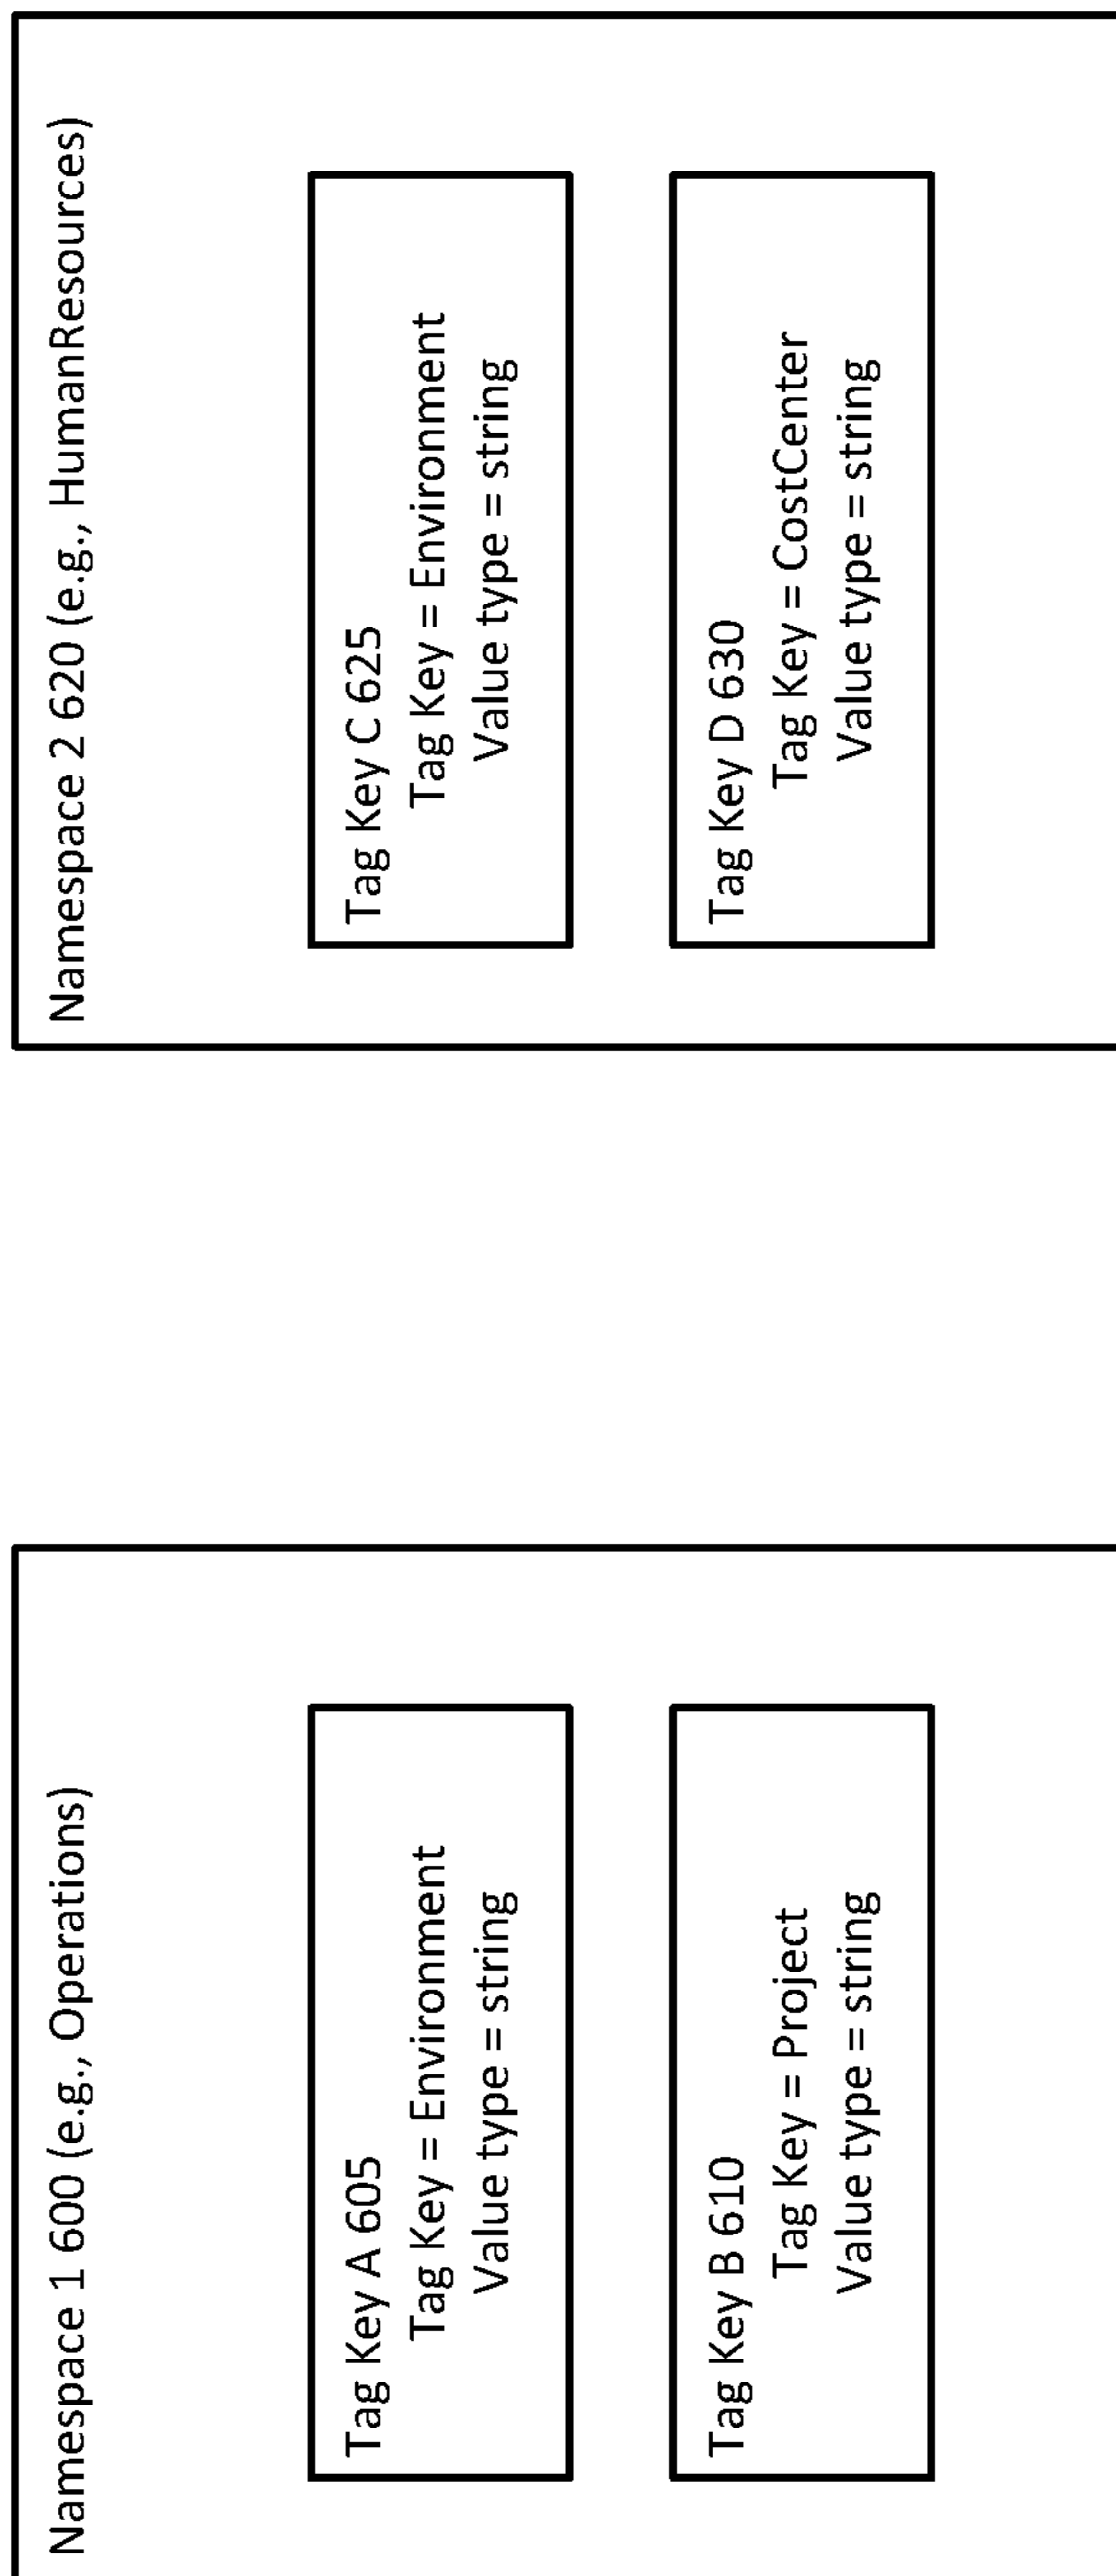 Namespace 1 600 (e.g., Operations)
Tag Key A 605
Tag Key = Environment
Value type = string
Tag Key B 610
Tag Key = Project
Value type = string
Namespace 2 620 (e.g., HumanResources)
Tag Key C 625
Tag Key = Environment
Value type = string
Tag Key D 630
Tag Key = CostCenter
Value type = string